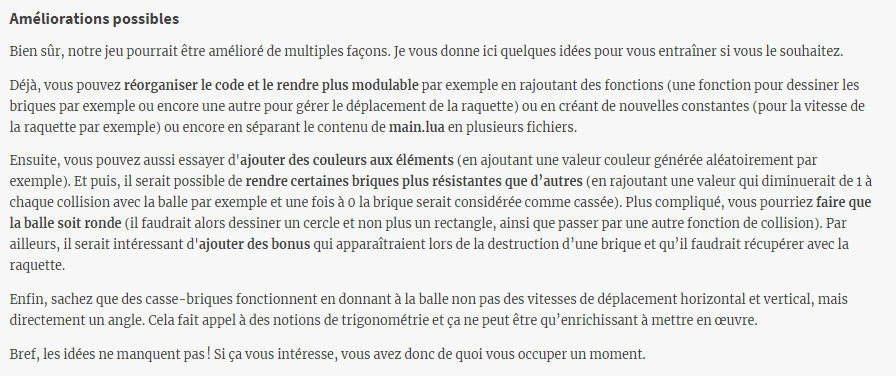 Améliorations possibles
Bien sûr, notre jeu pourrait être amélioré de multiples façons. Je vous donne ici quelques idées pour vous entraîner si vous le souhaitez.
Déjà, vous pouvez réorganiser le code et le rendre plus modulable par exemple en rajoutant des fonctions (une fonction pour dessiner les
briques par exemple ou encore une autre pour gérer le déplacement de la raquette) ou en créant de nouvelles constantes (pour la vitesse de
la raquette par exemple) ou encore en séparant le contenu de main.lua en plusieurs fichiers.
Ensuite, vous pouvez aussi essayer d'ajouter des couleurs aux éléments (en ajoutant une valeur couleur générée aléatoirement par
exemple). Et puis, il serait possible de rendre certaines briques plus résistantes que d’autres (en rajoutant une valeur qui diminuerait de 1 à
chaque collision avec la balle par exemple et une fois à 0 la brique serait considérée comme cassée). Plus compliqué, vous pourriez faire que
la balle soit ronde (il faudrait alors dessiner un cercle et non plus un rectangle, ainsi que passer par une autre fonction de collision). Par
ailleurs, il serait intéressant d'ajouter des bonus qui apparaîtraient lors de la destruction d’une brique et qu’il faudrait récupérer avec la
raquette.
Enfin, sachez que des casse-briques fonctionnent en donnant à la balle non pas des vitesses de déplacement horizontal et vertical, mais
directement un angle. Cela fait appel à des notions de trigonométrie et ça ne peut être qu’enrichissant à mettre en œuvre.
Bref, les idées ne manquent pas ! Si ça vous intéresse, vous avez donc de quoi vous occuper un moment.